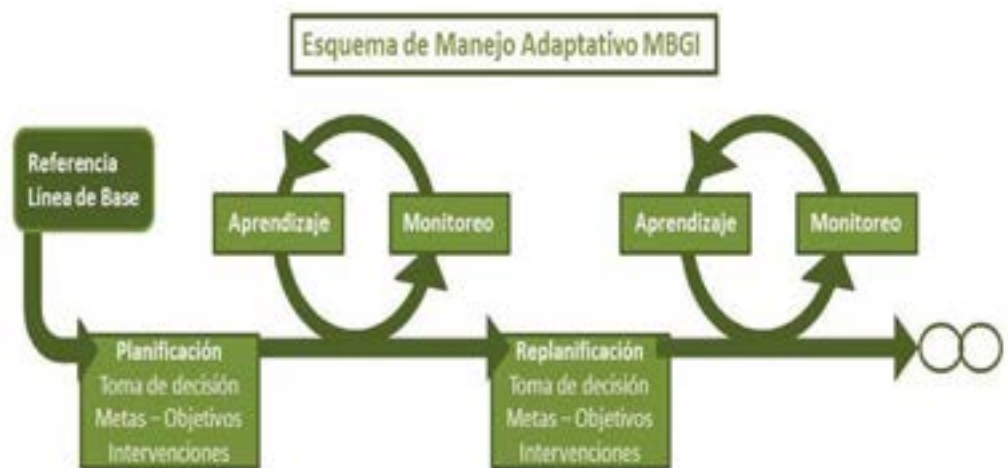 Esquema de Manejo Adaptativo MBGI
Referencia
Línea de Base
Aprendizaje
Monitoreo
Aprendizaje
Monitoreo
Planificación
Toma de decisión
Metas – Objetivos
Intervenciones
Replanificación
Toma de decisión
Metas – Objetivos
Intervenciones